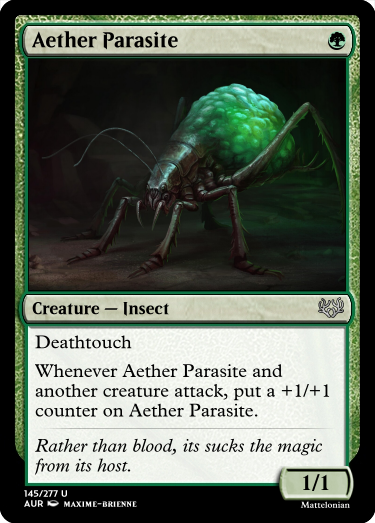 Aether Parasite
Creature — Insect
Deathtouch
Whenever Aether Parasite and
another creature attack, put a +1/+1
counter on Aether Parasite.
Rather than blood, its sucks the magic
from its host.
1/1
145/277 U
AUR MAXIME-BRIENNE
Mattelonian